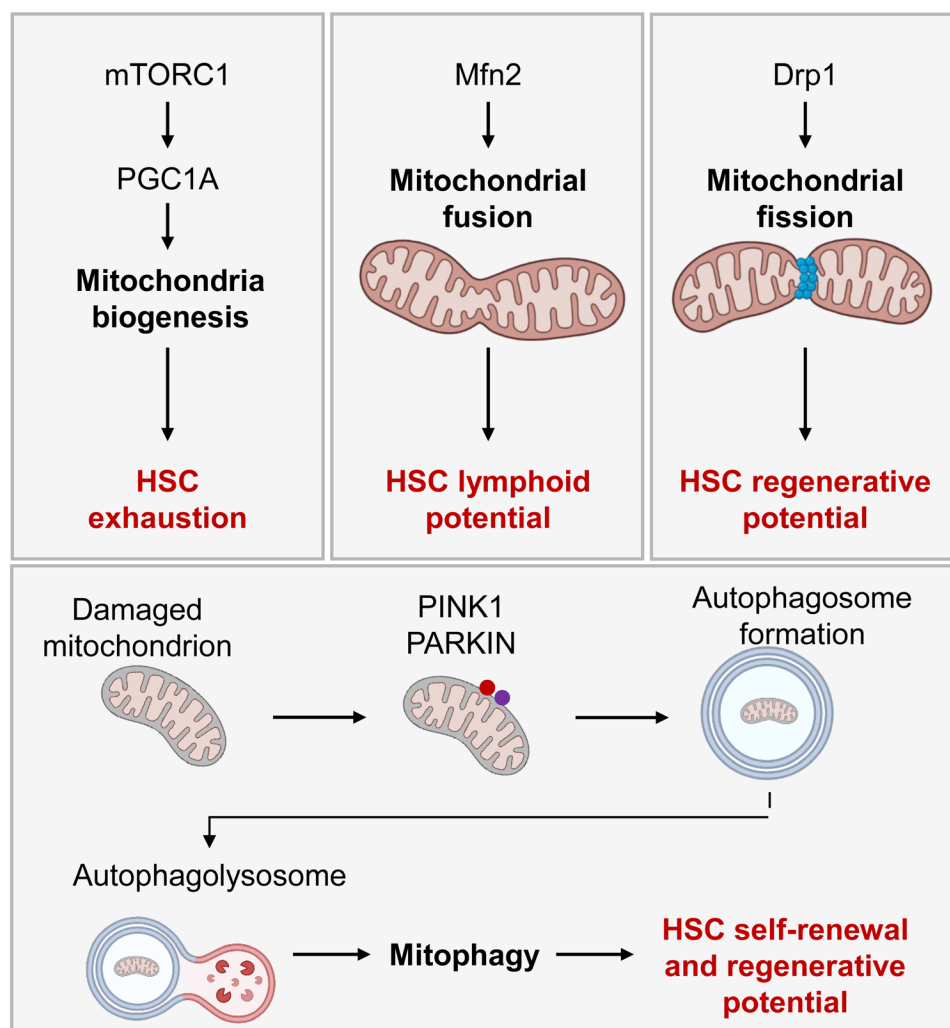 mTORC1
PGC1A
Mitochondria
biogenesis
HSC
exhaustion
Mfn2
Mitochondrial
fusion
HSC lymphoid
potential
Drp1
Mitochondrial
fission
HSC regenerative
potential
Damaged
mitochondrion
PINK1
PARKIN
Autophagosome
formation
Autophagolysosome
Mitophagy
HSC self-renewal
and regenerative
potential